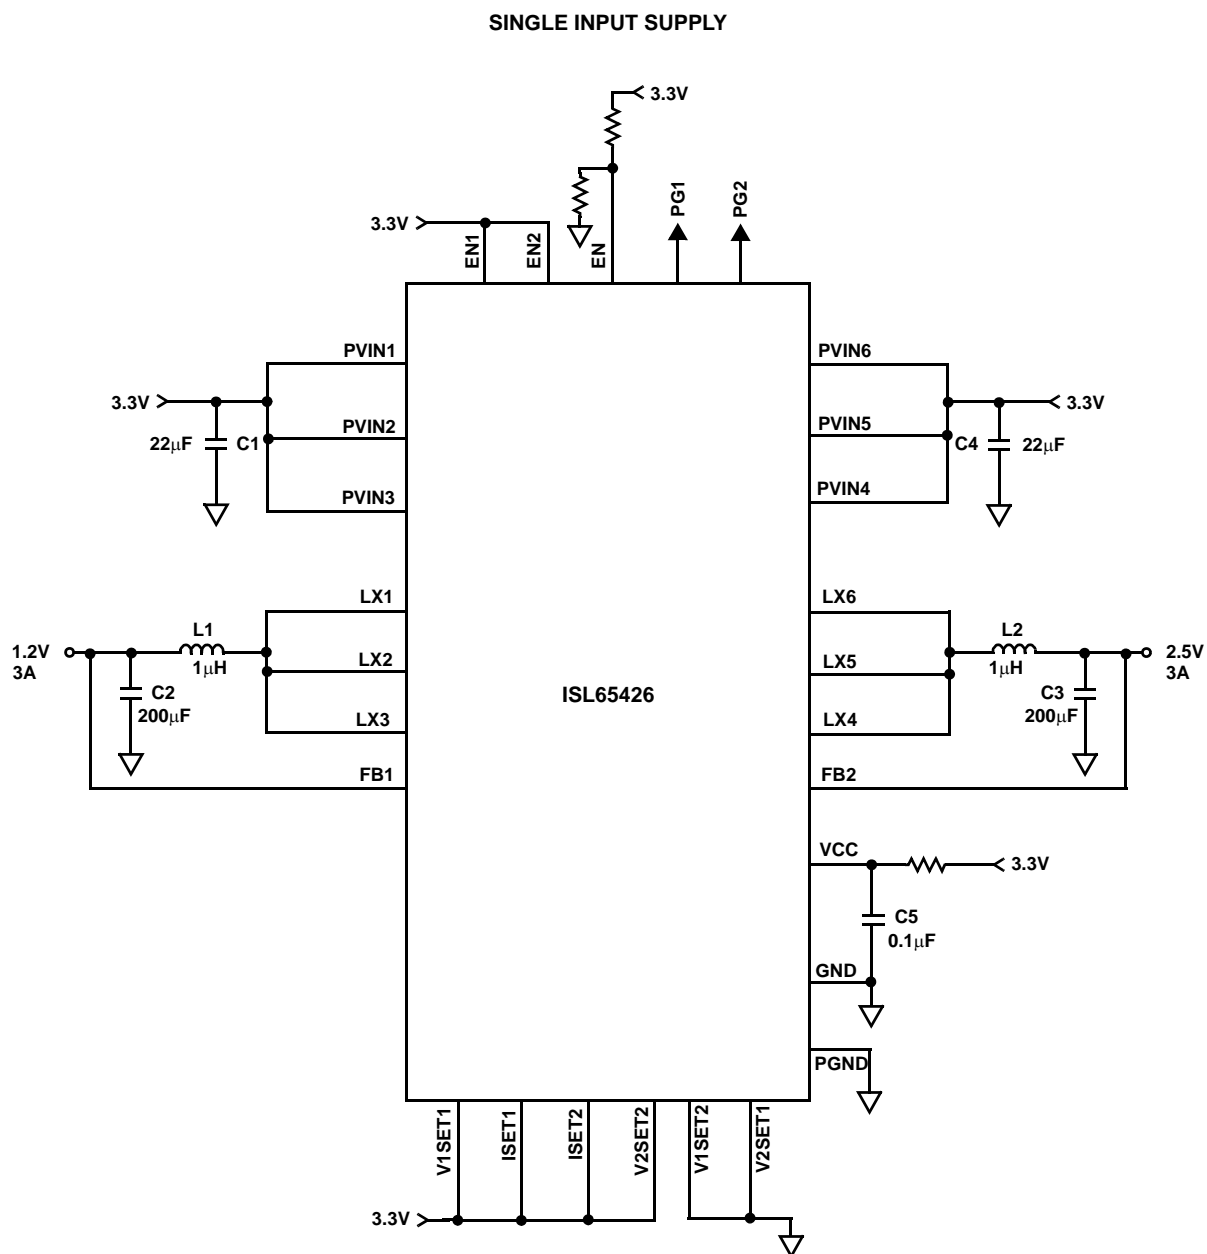 SINGLE INPUT SUPPLY
3.3V
PG1
PG2
3.3V
EN1
EN2
EN
PVIN1
PVIN6
3.3V
3.3V
PVIN2
PVIN5
22μF
C1
C4
22μF
PVIN3
PVIN4
LX1
LX6
L1
L2
1.2V
3A
1μH
LX2
LX5
1μH
2.5V
3A
C2
200μF
ISL65426
C3
200μF
LX3
LX4
FB1
FB2
VCC
3.3V
C5
0.1μF
GND
PGND
V1SET1
ISET1
ISET2
V2SET2
V1SET2
V2SET1
3.3V